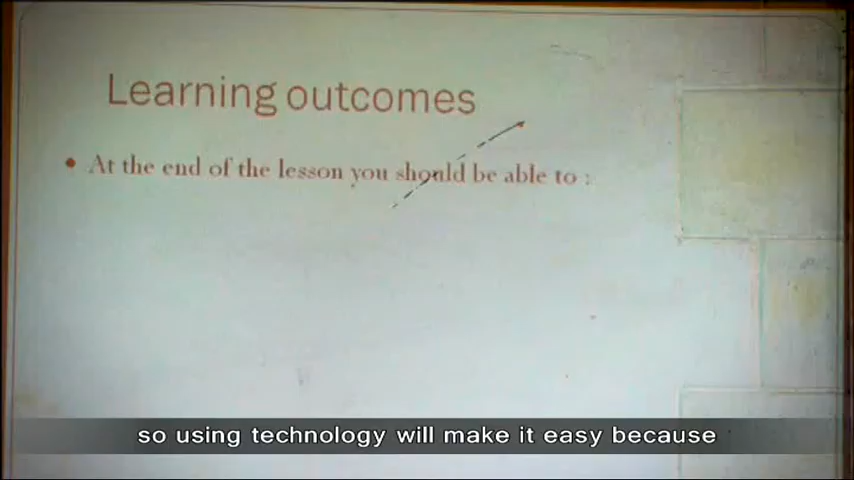 Learning outcomes
• At the end of the lesson you should be able to :
so using technology will make it easy because